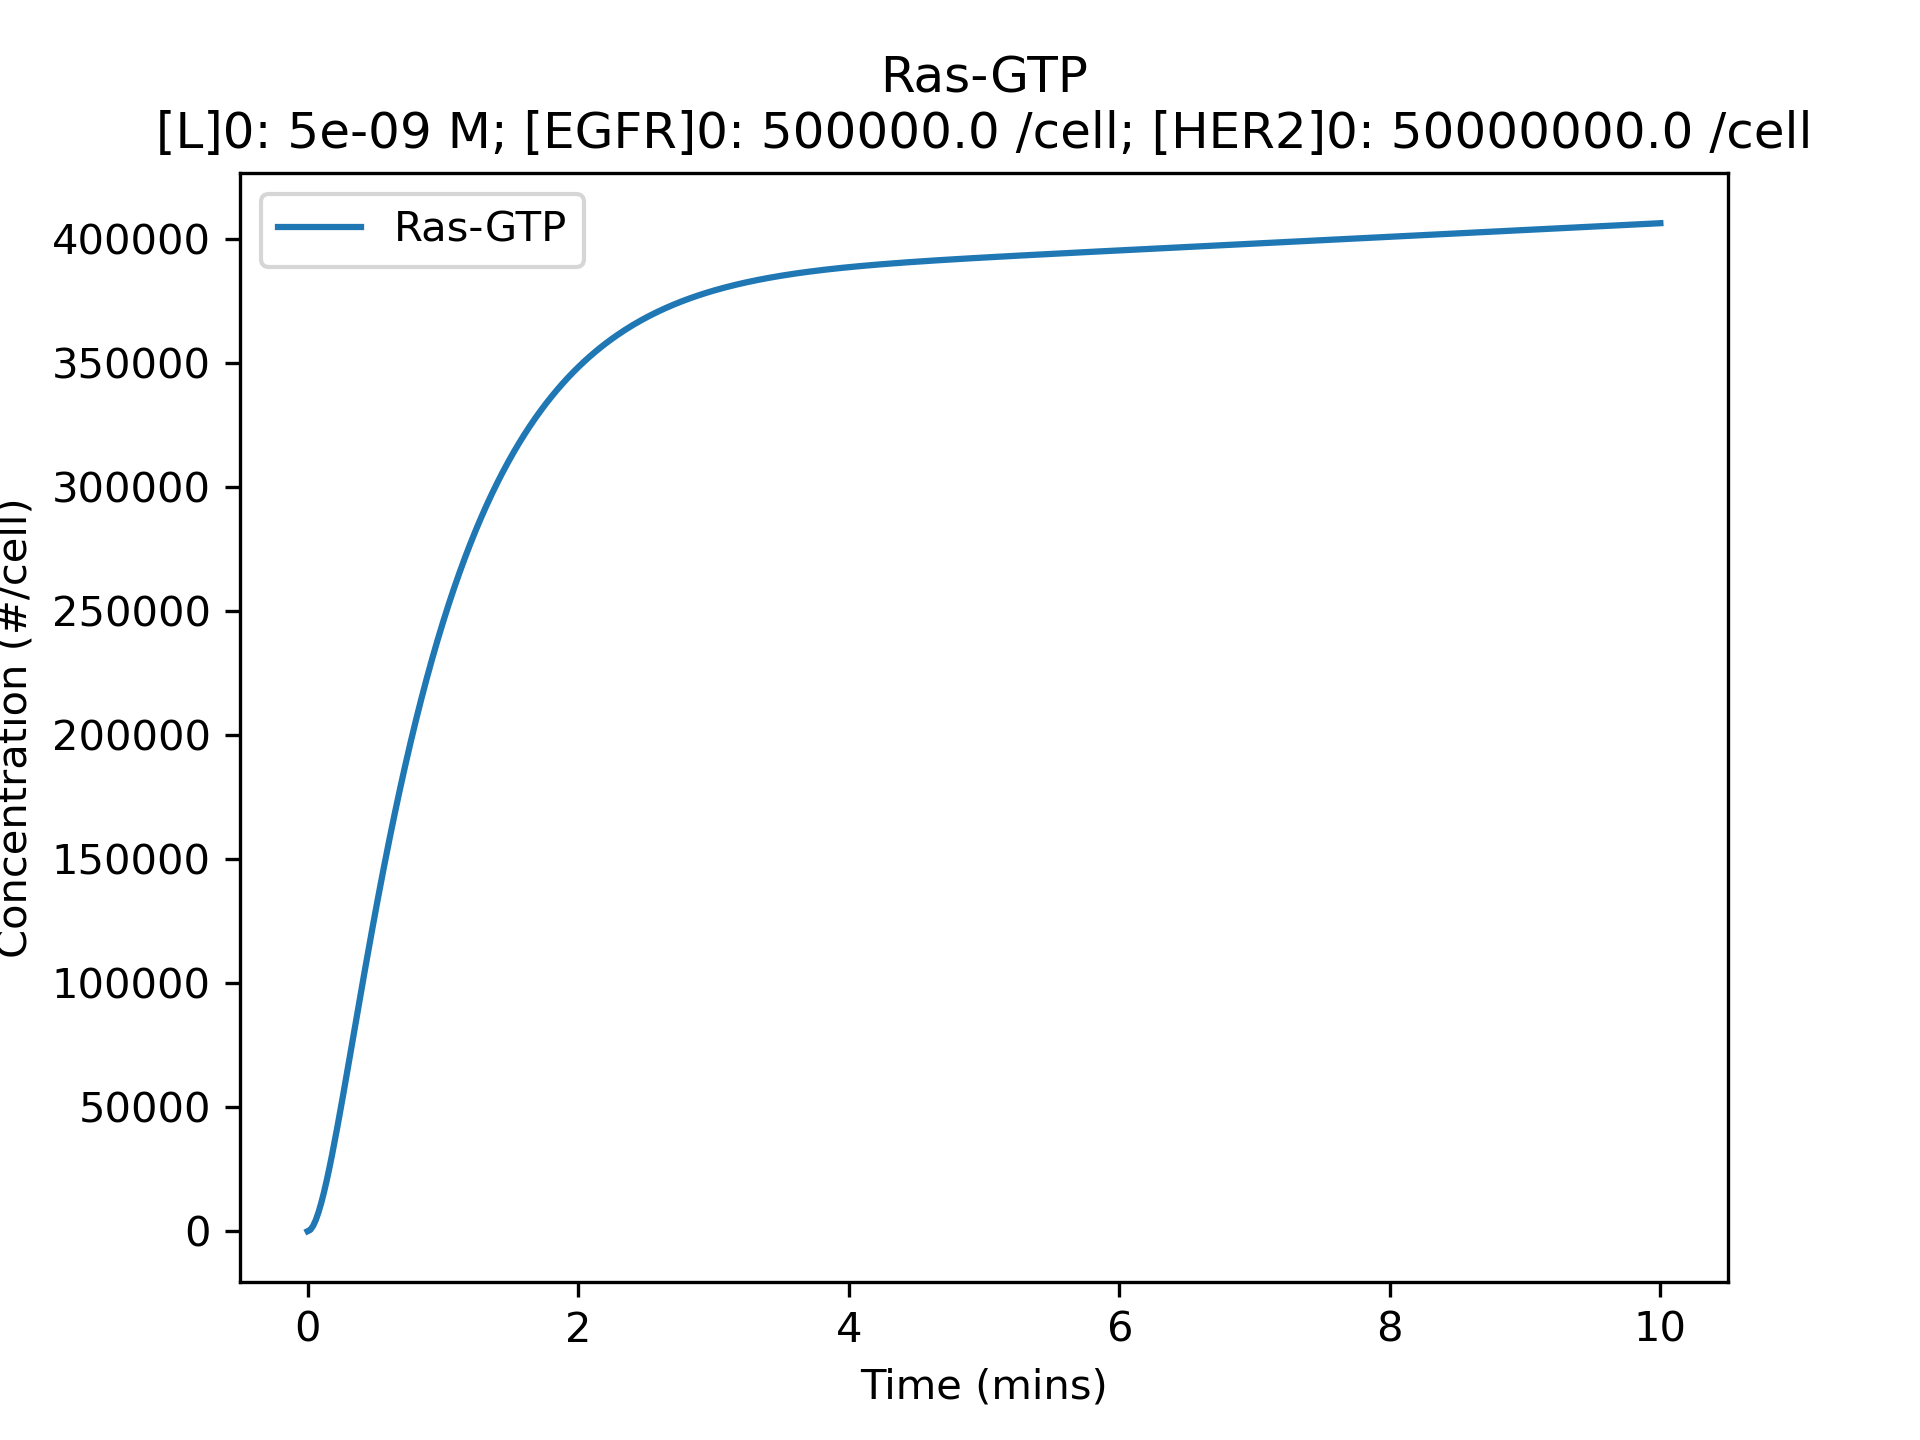 Ras-GTP
[L]0: 5e-09 M; [EGFR]0: 500000.0 /cell; [HER2]0: 50000000.0 /cell
Ras-GTP
Concentration (#/cell)
400000
350000
300000
250000
200000
150000
100000
50000
0
0 2 4 6 8 10
Time (mins)